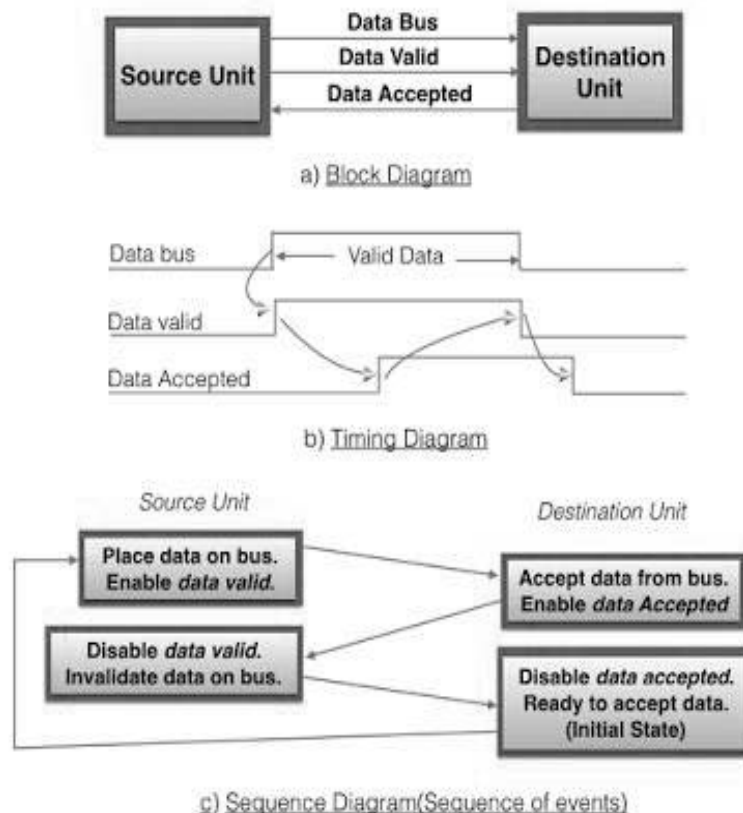 Data Bus
Source Unit
Data Valid
Destination
Unit
Data Accepted
a) Block Diagram
Data bus
Valid Data
Data valid
Data Accepted
b) Timing Diagram
Source Unit
Destination Unit
Place data on bus.
Enable data valid.
Accept data from bus.
Enable data Accepted
Disable data valid.
Invalidate data on bus.
Disable data accepted.
Ready to accept data.
(Initial State)
c) Sequence Diagram(Sequence of events)